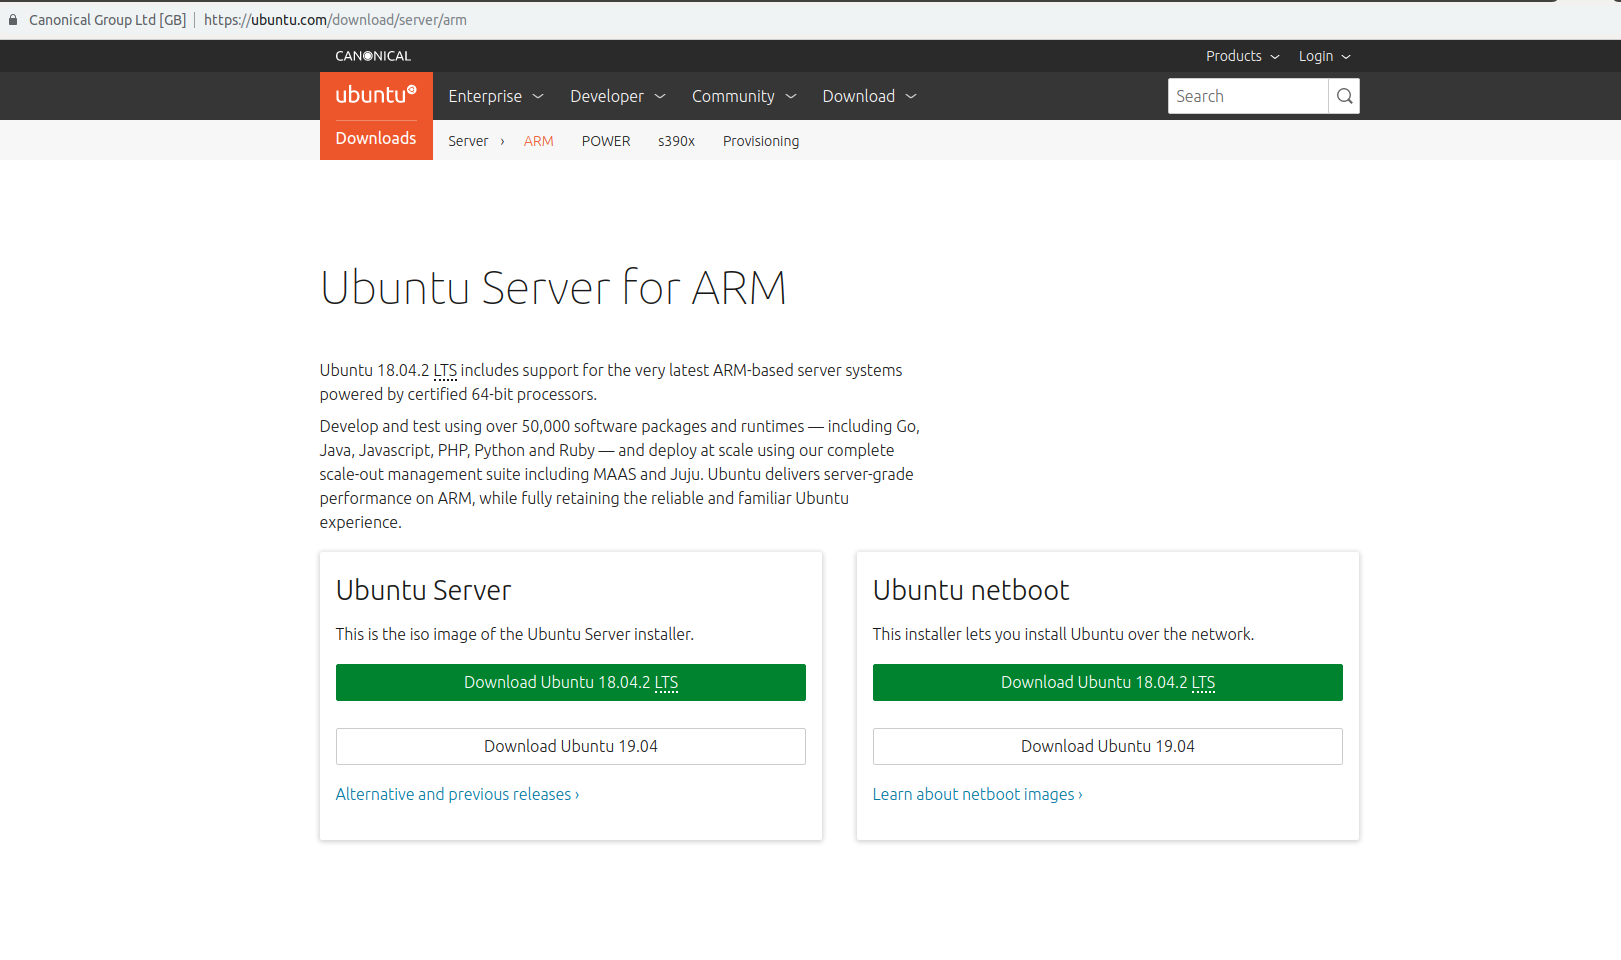 Canonical Group Ltd [GB] https://ubuntu.com/download/server/arm
CANONICAL
Products Login
ubuntu
Enterprise Developer Community Download
Search
Downloads
Server › ARM POWER s390x Provisioning
Ubuntu Server for ARM
Ubuntu 18.04.2 LTS includes support for the very latest ARM-based server systems
powered by certified 64-bit processors.
Develop and test using over 50,000 software packages and runtimes — including Go,
Java, Javascript, PHP, Python and Ruby — and deploy at scale using our complete
scale-out management suite including MAAS and Juju. Ubuntu delivers server-grade
performance on ARM, while fully retaining the reliable and familiar Ubuntu
experience.
Ubuntu Server
This is the iso image of the Ubuntu Server installer.
Download Ubuntu 18.04.2 LTS
Download Ubuntu 19.04
Alternative and previous releases ›
Ubuntu netboot
This installer lets you install Ubuntu over the network.
Download Ubuntu 18.04.2 LTS
Download Ubuntu 19.04
Learn about netboot images ›